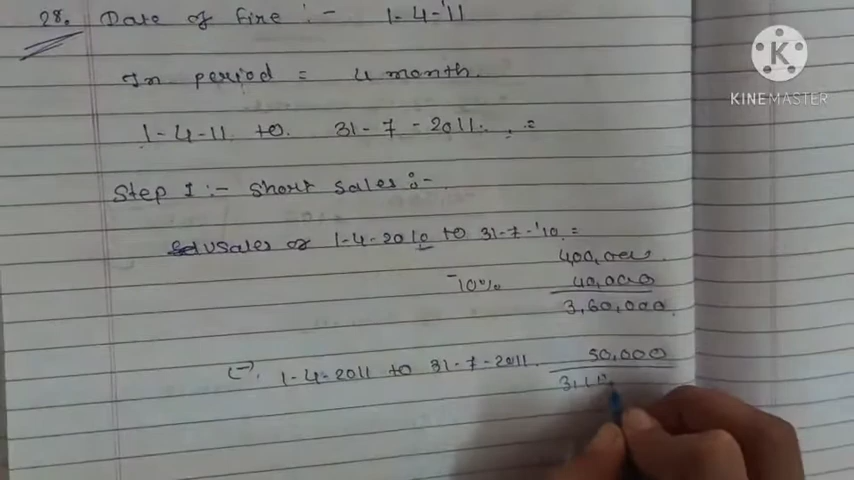 28. Date of fire :- 1-4-'11
KINEMASTER
In period = 4 month.
1-4-11. to. 31-7-2011. . =
Step I :- Short sales :-
sales of 1-4-2010 to 31-7-'10. =
400,000.
-10% 40,000
3,60,000.
(-). 1-4-2011 to 31-7-2011. 50,000